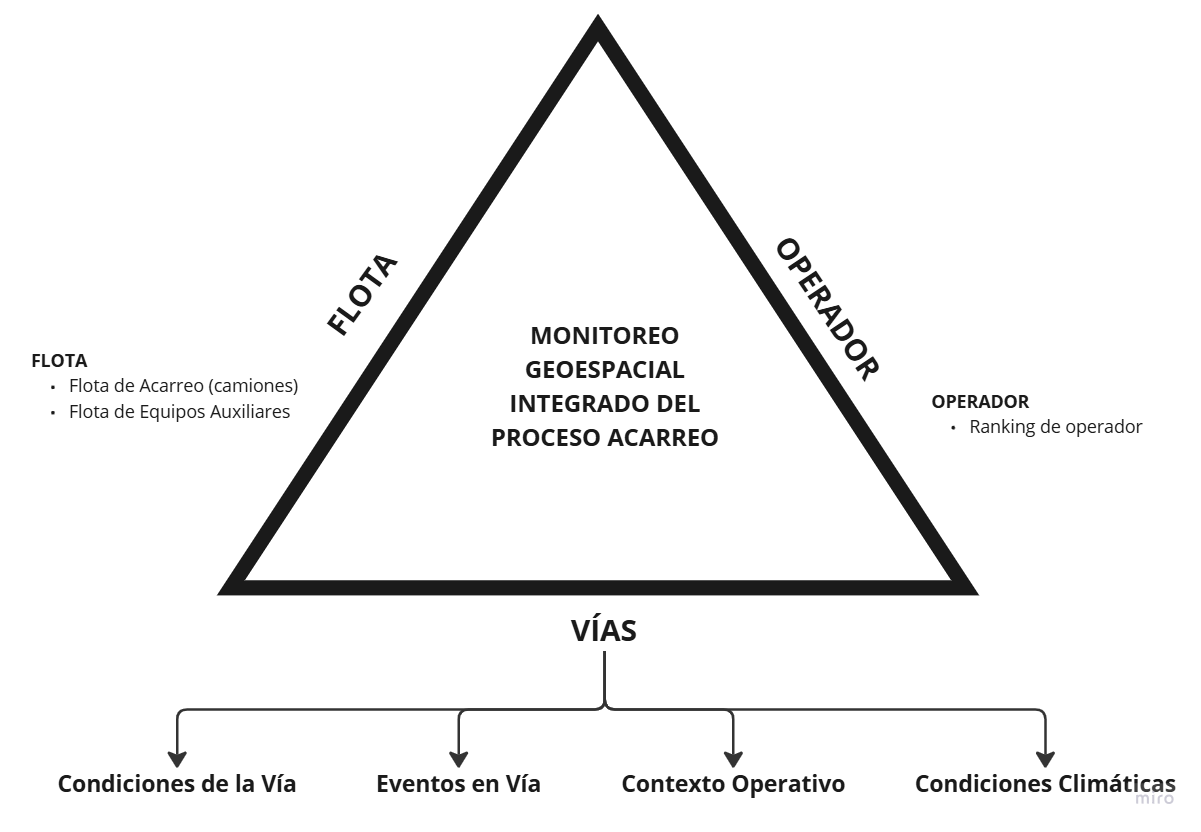 FLOTA
OPERADOR
MONITOREO
GEOESPACIAL
INTEGRADO DEL
PROCESO ACARREO
FLOTA
• Flota de Acarreo (camiones)
• Flota de Equipos Auxiliares
OPERADOR
• Ranking de operador
VÍAS
Condiciones de la Vía
Eventos en Vía
Contexto Operativo
Condiciones Climáticas
miro